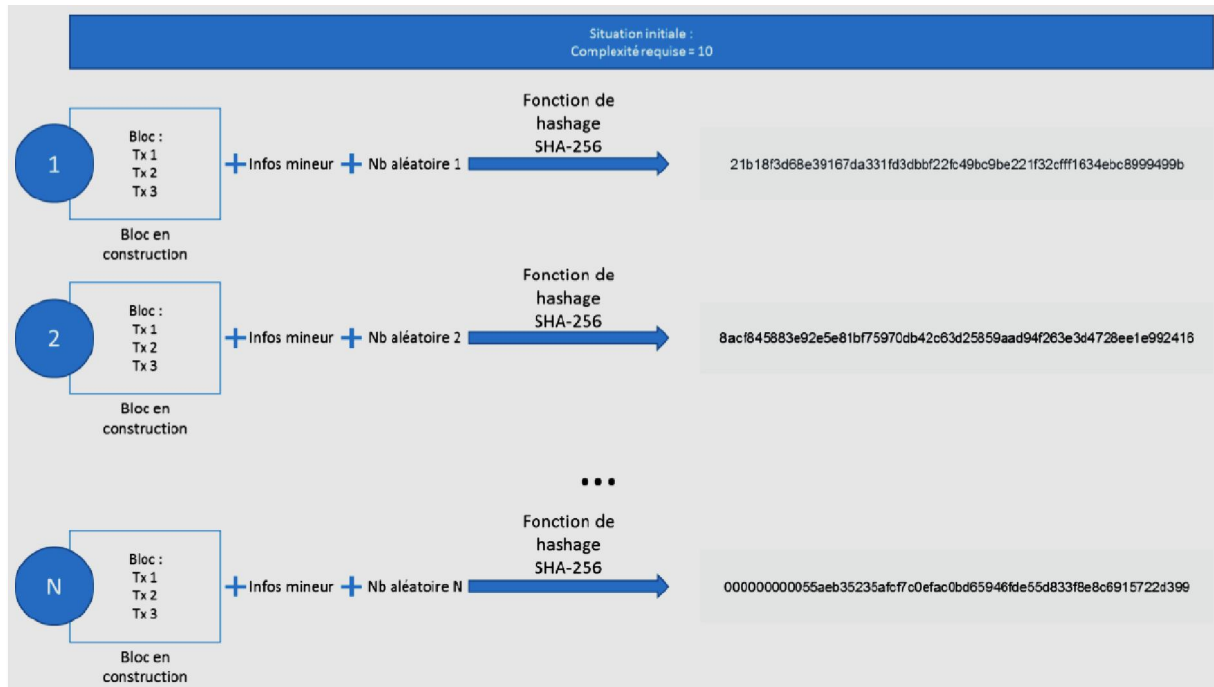 Situation initiale :
Complexité requise = 10
Fonction de
hashage
SHA-256
1
Bloc :
Tx 1
Tx 2
Tx 3
Infos mineur
Nb aléatoire 1
21b18f3d68e39167da331fd3dbbf22fc49bc9be221f32cfff1634ebc8999499b
Bloc en
construction
Fonction de
hashage
SHA-256
2
Bloc :
Tx 1
Tx 2
Tx 3
Infos mineur
Nb aléatoire 2
8acf845883e92e5e81bf75970db42c63d25859aad94f263e3d4728ee1e992416
Bloc en
construction
...
Fonction de
hashage
SHA-256
N
Bloc :
Tx 1
Tx 2
Tx 3
Infos mineur
Nb aléatoire N
000000000055aeb35235afcf7c0efac0bd65946fde55d833f8e8c6915722d399
Bloc en
construction